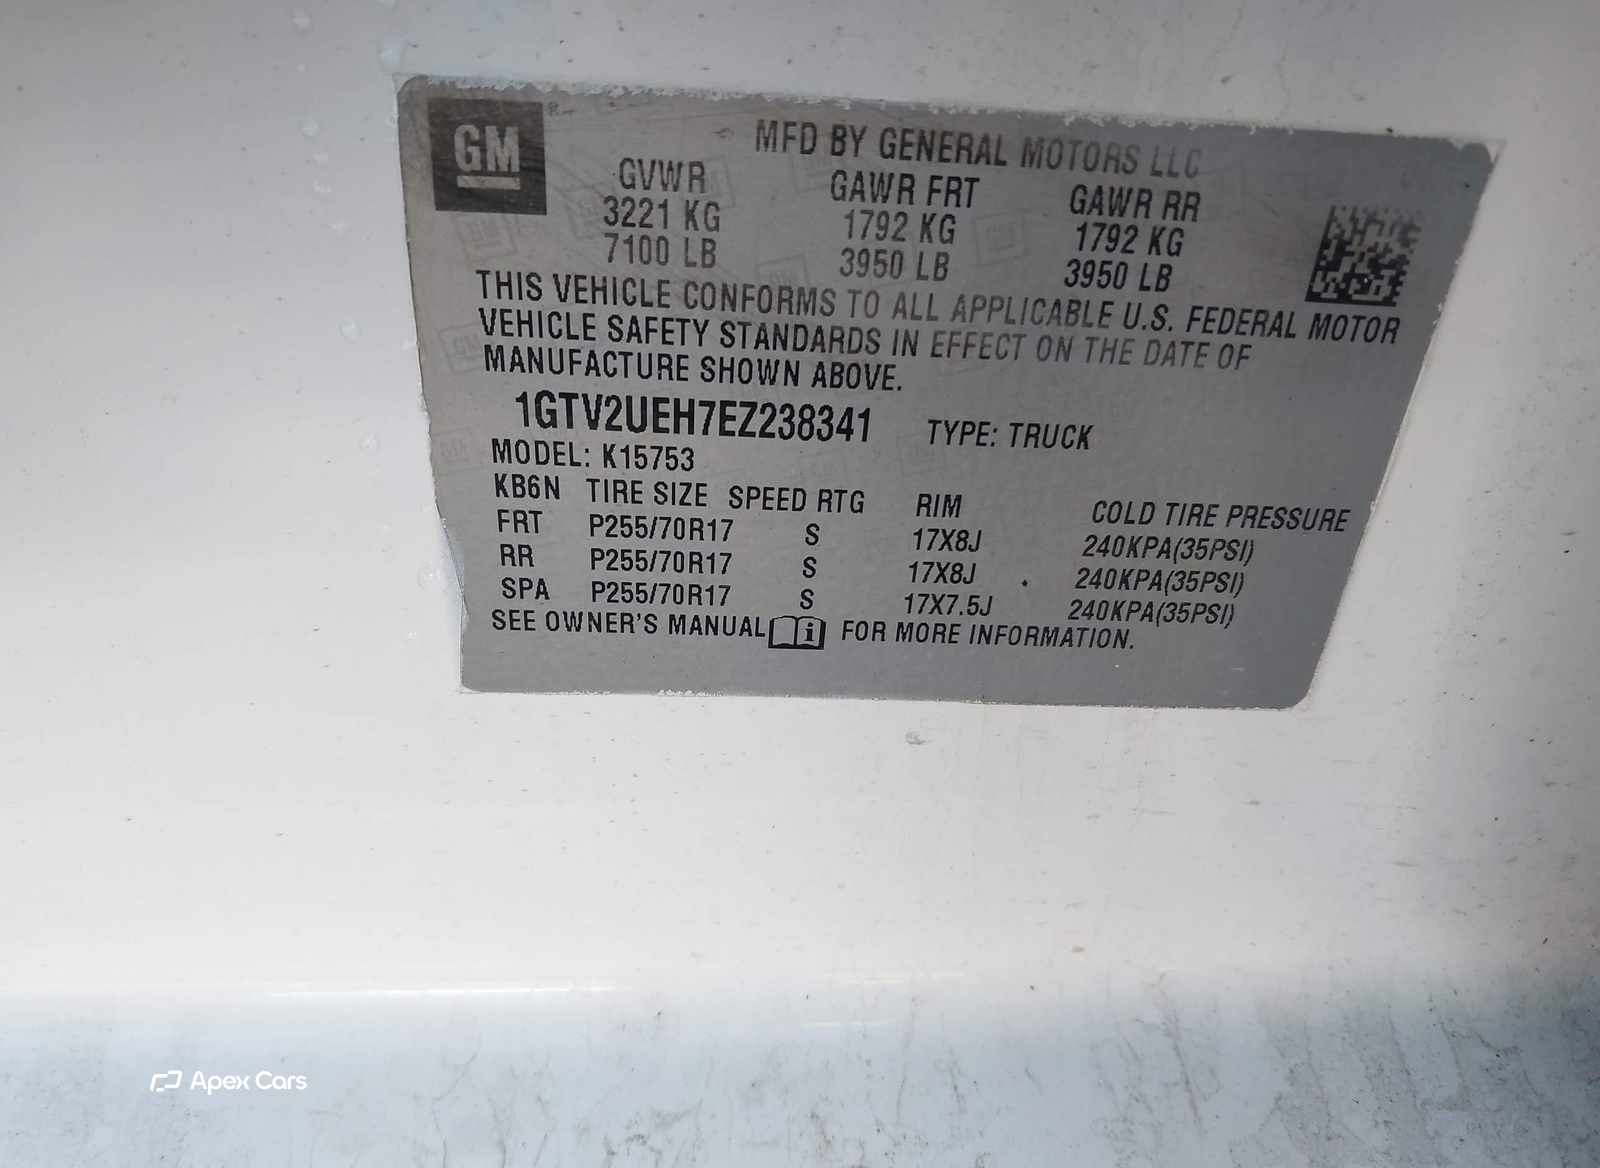 GM
MFD BY GENERAL MOTORS LLC
GVWR GAWR FRT GAWR RR
3221 KG 1792 KG 1792 KG
7100 LB 3950 LB 3950 LB
THIS VEHICLE CONFORMS TO ALL APPLICABLE U.S. FEDERAL MOTOR
VEHICLE SAFETY STANDARDS IN EFFECT ON THE DATE OF
MANUFACTURE SHOWN ABOVE.
1GTV2UEH7EZ238341 TYPE: TRUCK
MODEL: K15753
KB6N TIRE SIZE SPEED RTG RIM COLD TIRE PRESSURE
FRT P255/70R17 S 17X8J 240KPA(35PSI)
RR P255/70R17 S 17X8J 240KPA(35PSI)
SPA P255/70R17 S 17X7.5J 240KPA(35PSI)
SEE OWNER'S MANUAL FOR MORE INFORMATION.
Apex Cars